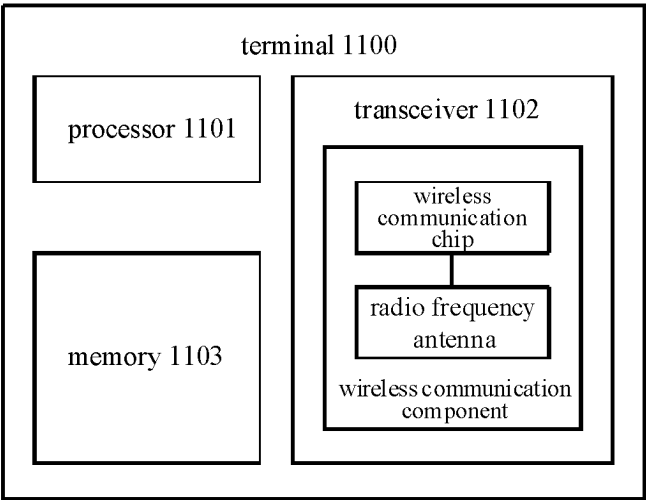 terminal 1100
processor 1101
transceiver 1102
wireless
communication
chip
radio frequency
antenna
memory 1103
wireless communication
component